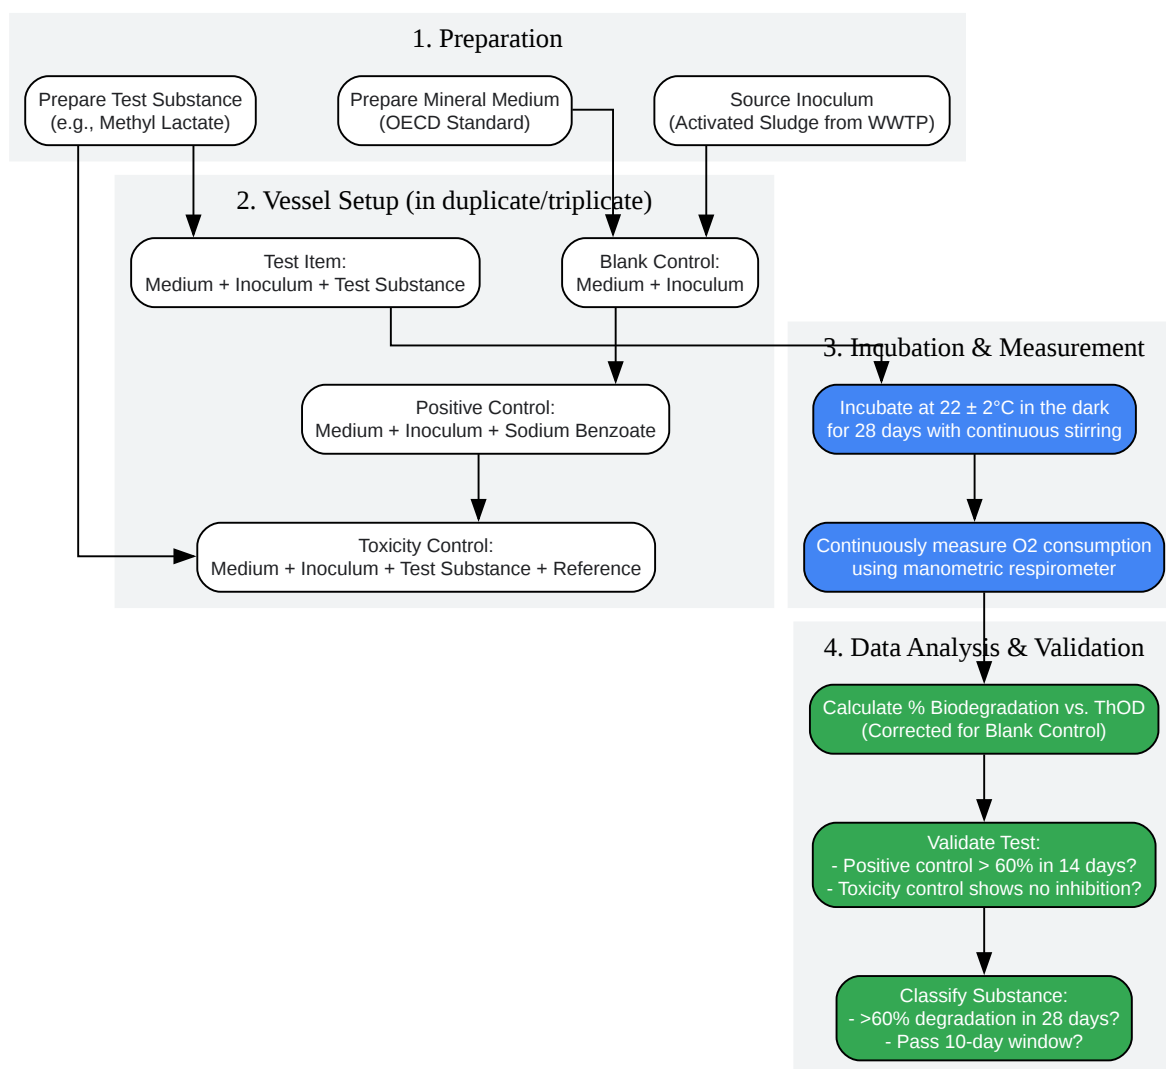 1. Preparation
Prepare Test Substance
(e.g., Methyl Lactate)
Prepare Mineral Medium
(OECD Standard)
Source Inoculum
(Activated Sludge from WWTP)
2. Vessel Setup (in duplicate/triplicate)
Test Item:
Medium + Inoculum + Test Substance
Blank Control:
Medium + Inoculum
Positive Control:
Medium + Inoculum + Sodium Benzoate
Toxicity Control:
Medium + Inoculum + Test Substance + Reference
3. Incubation & Measurement
Incubate at 22 ± 2°C in the dark
for 28 days with continuous stirring
Continuously measure O2 consumption
using manometric respirometer
4. Data Analysis & Validation
Calculate % Biodegradation vs. ThOD
(Corrected for Blank Control)
Validate Test:
- Positive control > 60% in 14 days?
- Toxicity control shows no inhibition?
Classify Substance:
- >60% degradation in 28 days?
- Pass 10-day window?